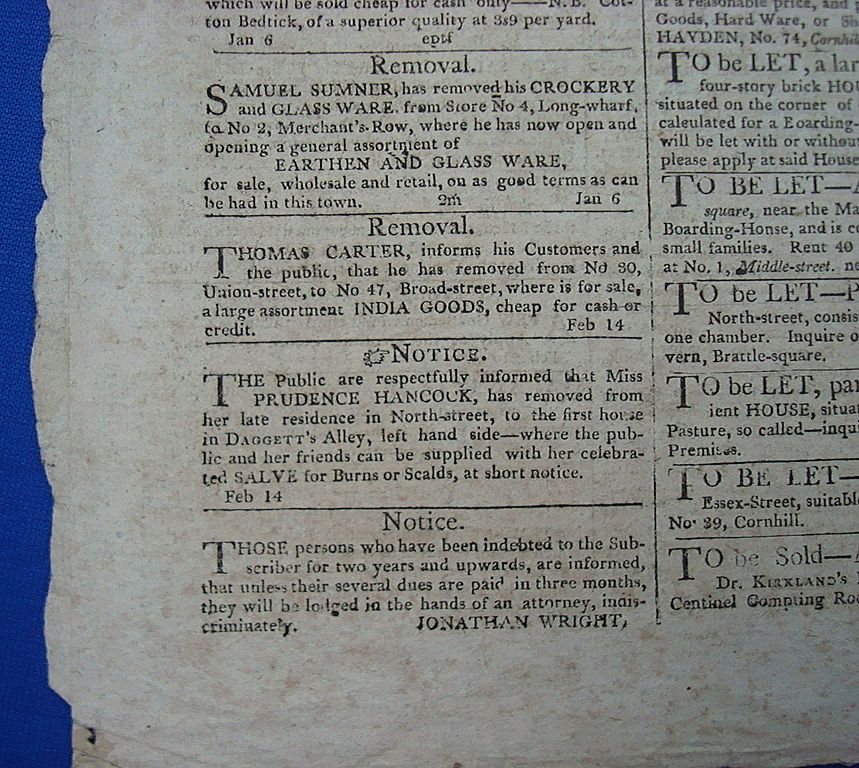 which will be sold cheap for cash only——N.B. Cot-
ton Bedtick, of a superior quality at 3s9 per yard.
Jan 6 eptf
Removal.
SAMUEL SUMNER, has removed his CROCKERY
and GLASS WARE. from Store No 4, Long-wharf,
to No 2, Merchant's-Row, where he has now open and
opening a general assortment of
EARTHEN AND GLASS WARE,
for sale, wholesale and retail, on as good terms as can
be had in this town. 2m Jan 6
Removal.
THOMAS CARTER, informs his Customers and
the public, that he has removed from No 30,
Union-street, to No 47, Broad-street, where is for sale,
a large assortment INDIA GOODS, cheap for cash or
credit. Feb 14
☞NOTICE.
THE Public are respectfully informed that Miss
PRUDENCE HANCOCK, has removed from
her late residence in North-street, to the first house
in DAGGETT's Alley, left hand side—where the pub-
lic and her friends can be supplied with her celebra-
ted SALVE for Burns or Scalds, at short notice.
Feb 14
Notice.
THOSE persons who have been indebted to the Sub-
scriber for two years and upwards, are informed,
that unless their several dues are paid in three months,
they will be lodged in the hands of an attorney, indis-
criminately. JONATHAN WRIGHT,
at a reasonable price, and
Goods, Hard Ware, or
HAYDEN, No. 74, Cornhil
TO be LET, a lar
four-story brick HOU
situated on the corner of
calculated for a Boarding-
will be let with or withou
please apply at said House
TO BE LET—
square, near the Ma
Boarding-House, and is co
small families. Rent 40
at No. 1, Middle-street. ne
TO be LET—P
North-street, consis
one chamber. Inquire o
vern, Brattle-square.
TO be LET, par
ient HOUSE, situat
Pasture, so called—inqui
Premises.
TO BE LET—
Essex-Street, suitabl
No· 39, Cornhill.
TO be Sold—
Dr. KIRKLAND's
Centinel Compting Roo